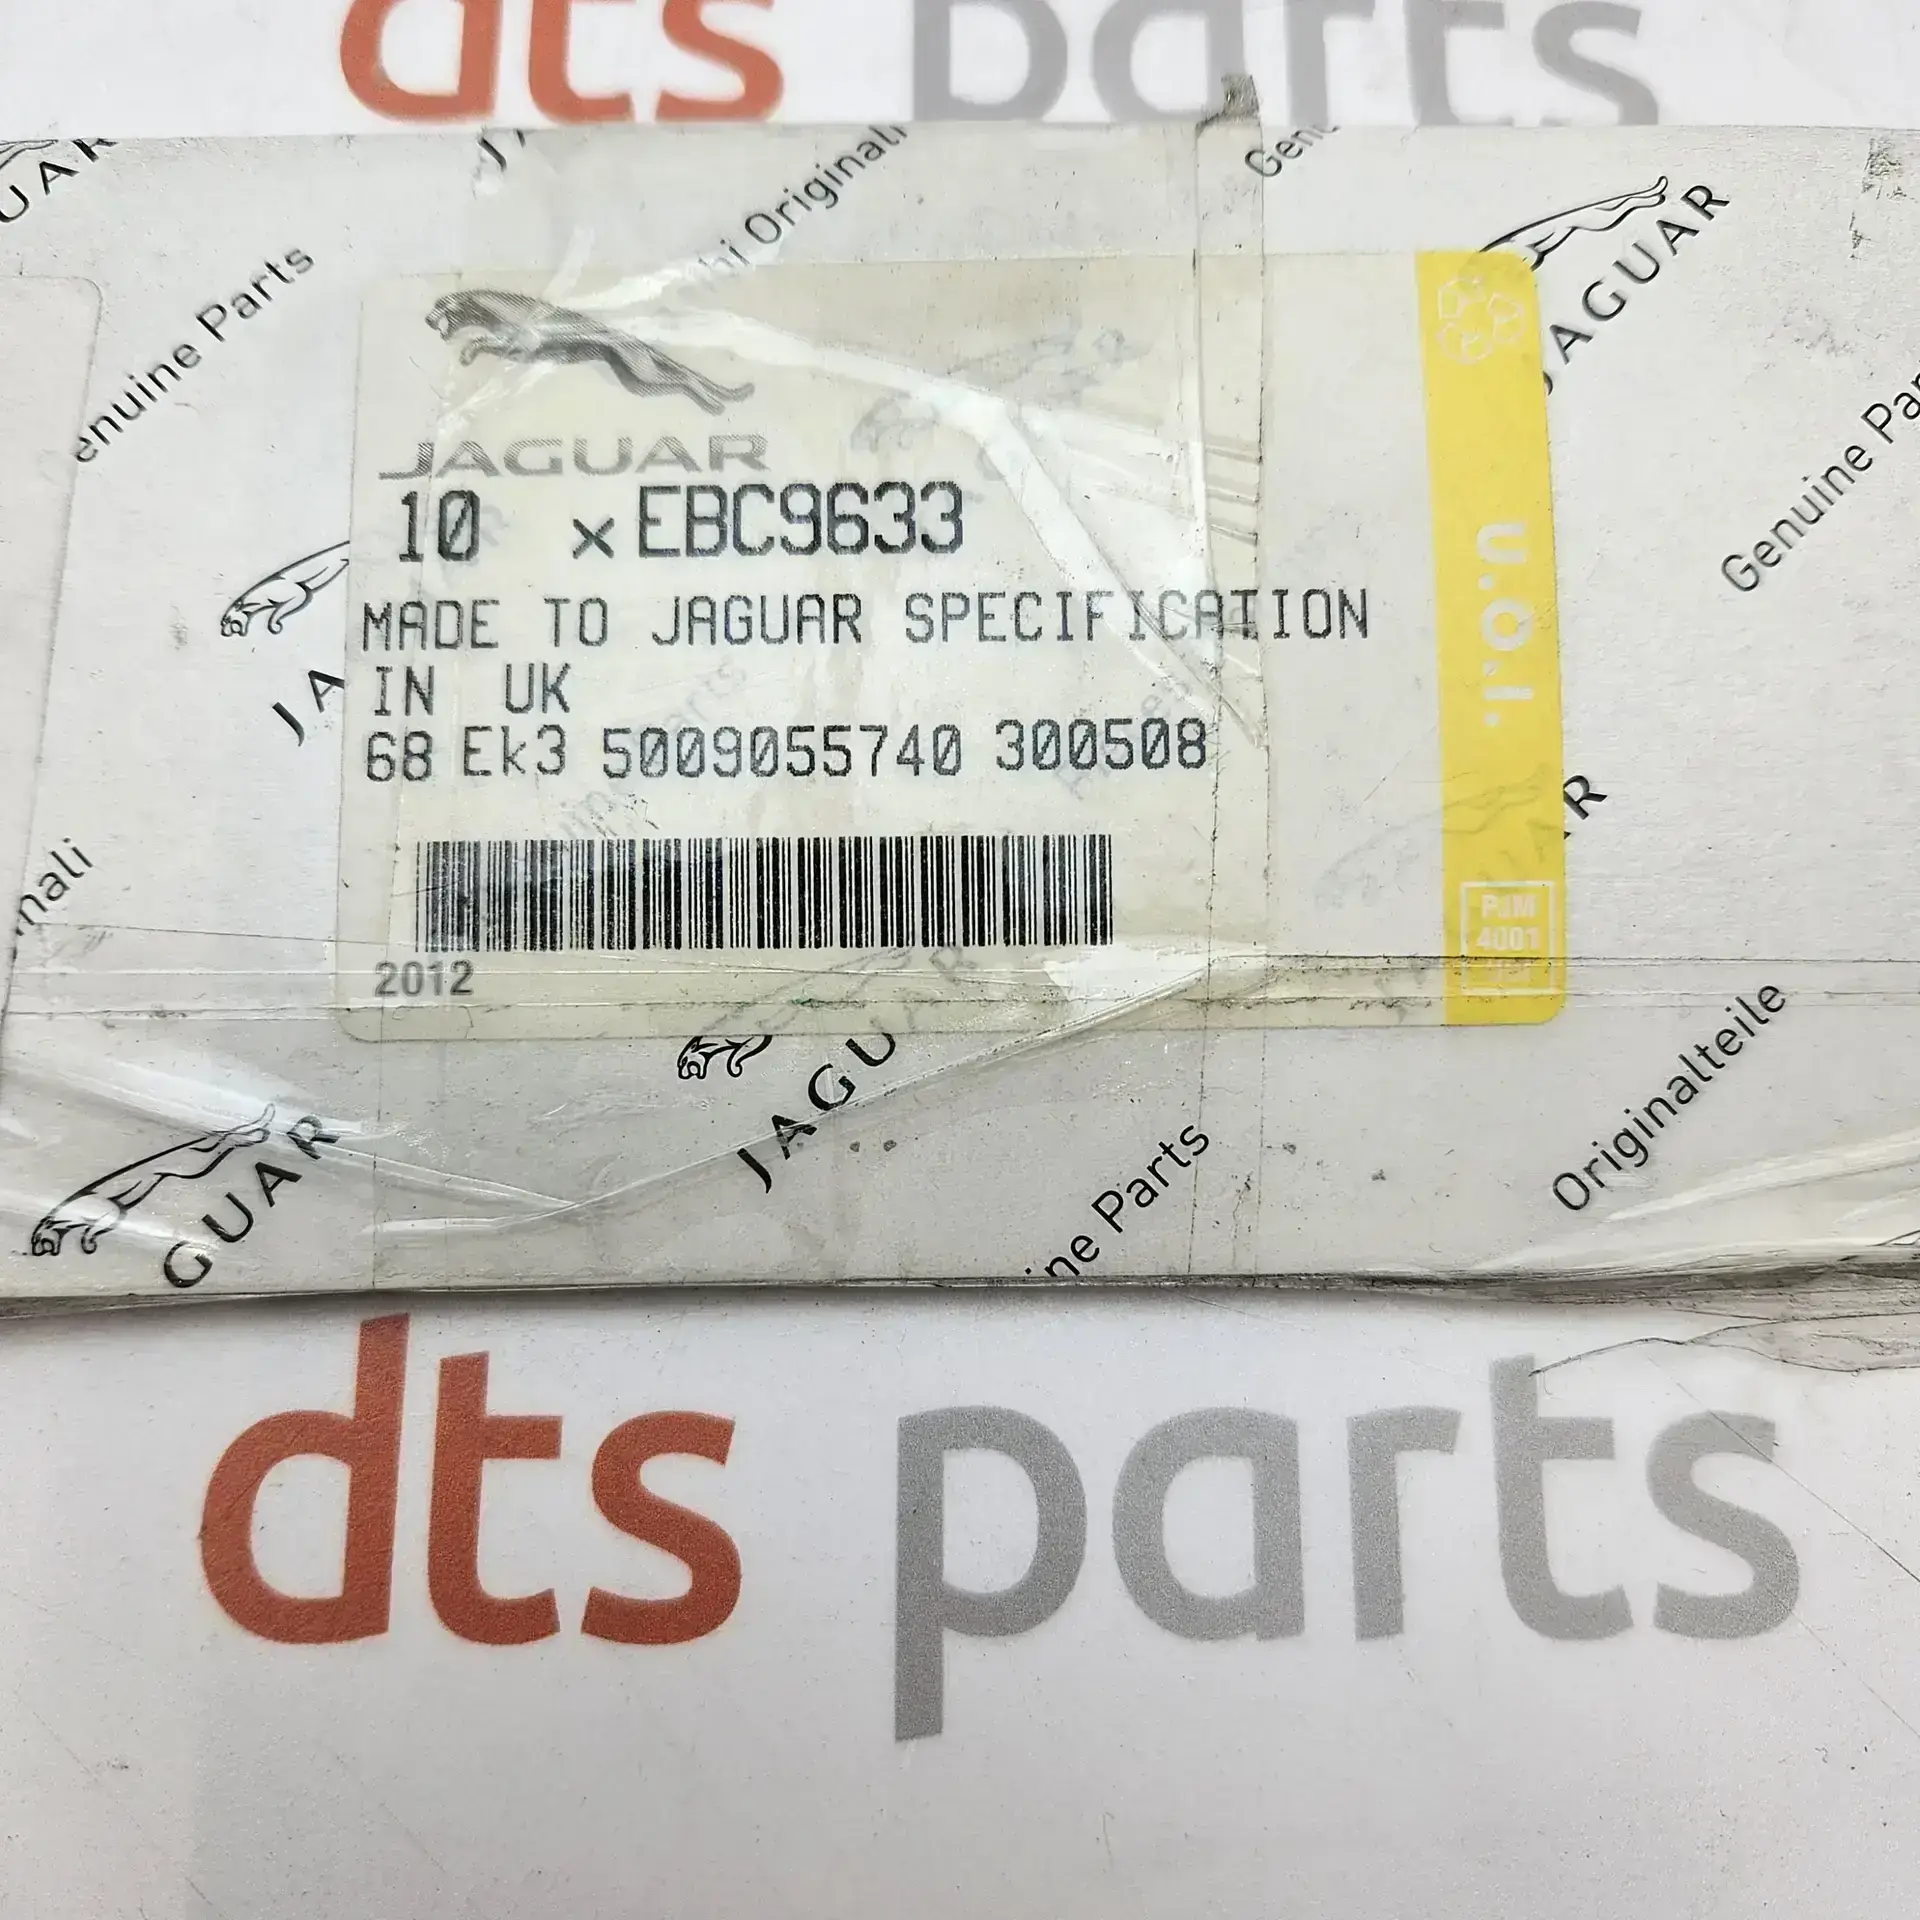 dts parts
JAGUAR
Genuine Parts
Originali
JAGUAR
Genuine Parts
JAGUAR
10 x EBC9633
MADE TO JAGUAR SPECIFICATION
IN UK
68 Ek3 5009055740 300508
2012
u.o.i.
PdM
4001
JAGUAR
JAGUAR
Genuine Parts
Originalteile
dts parts